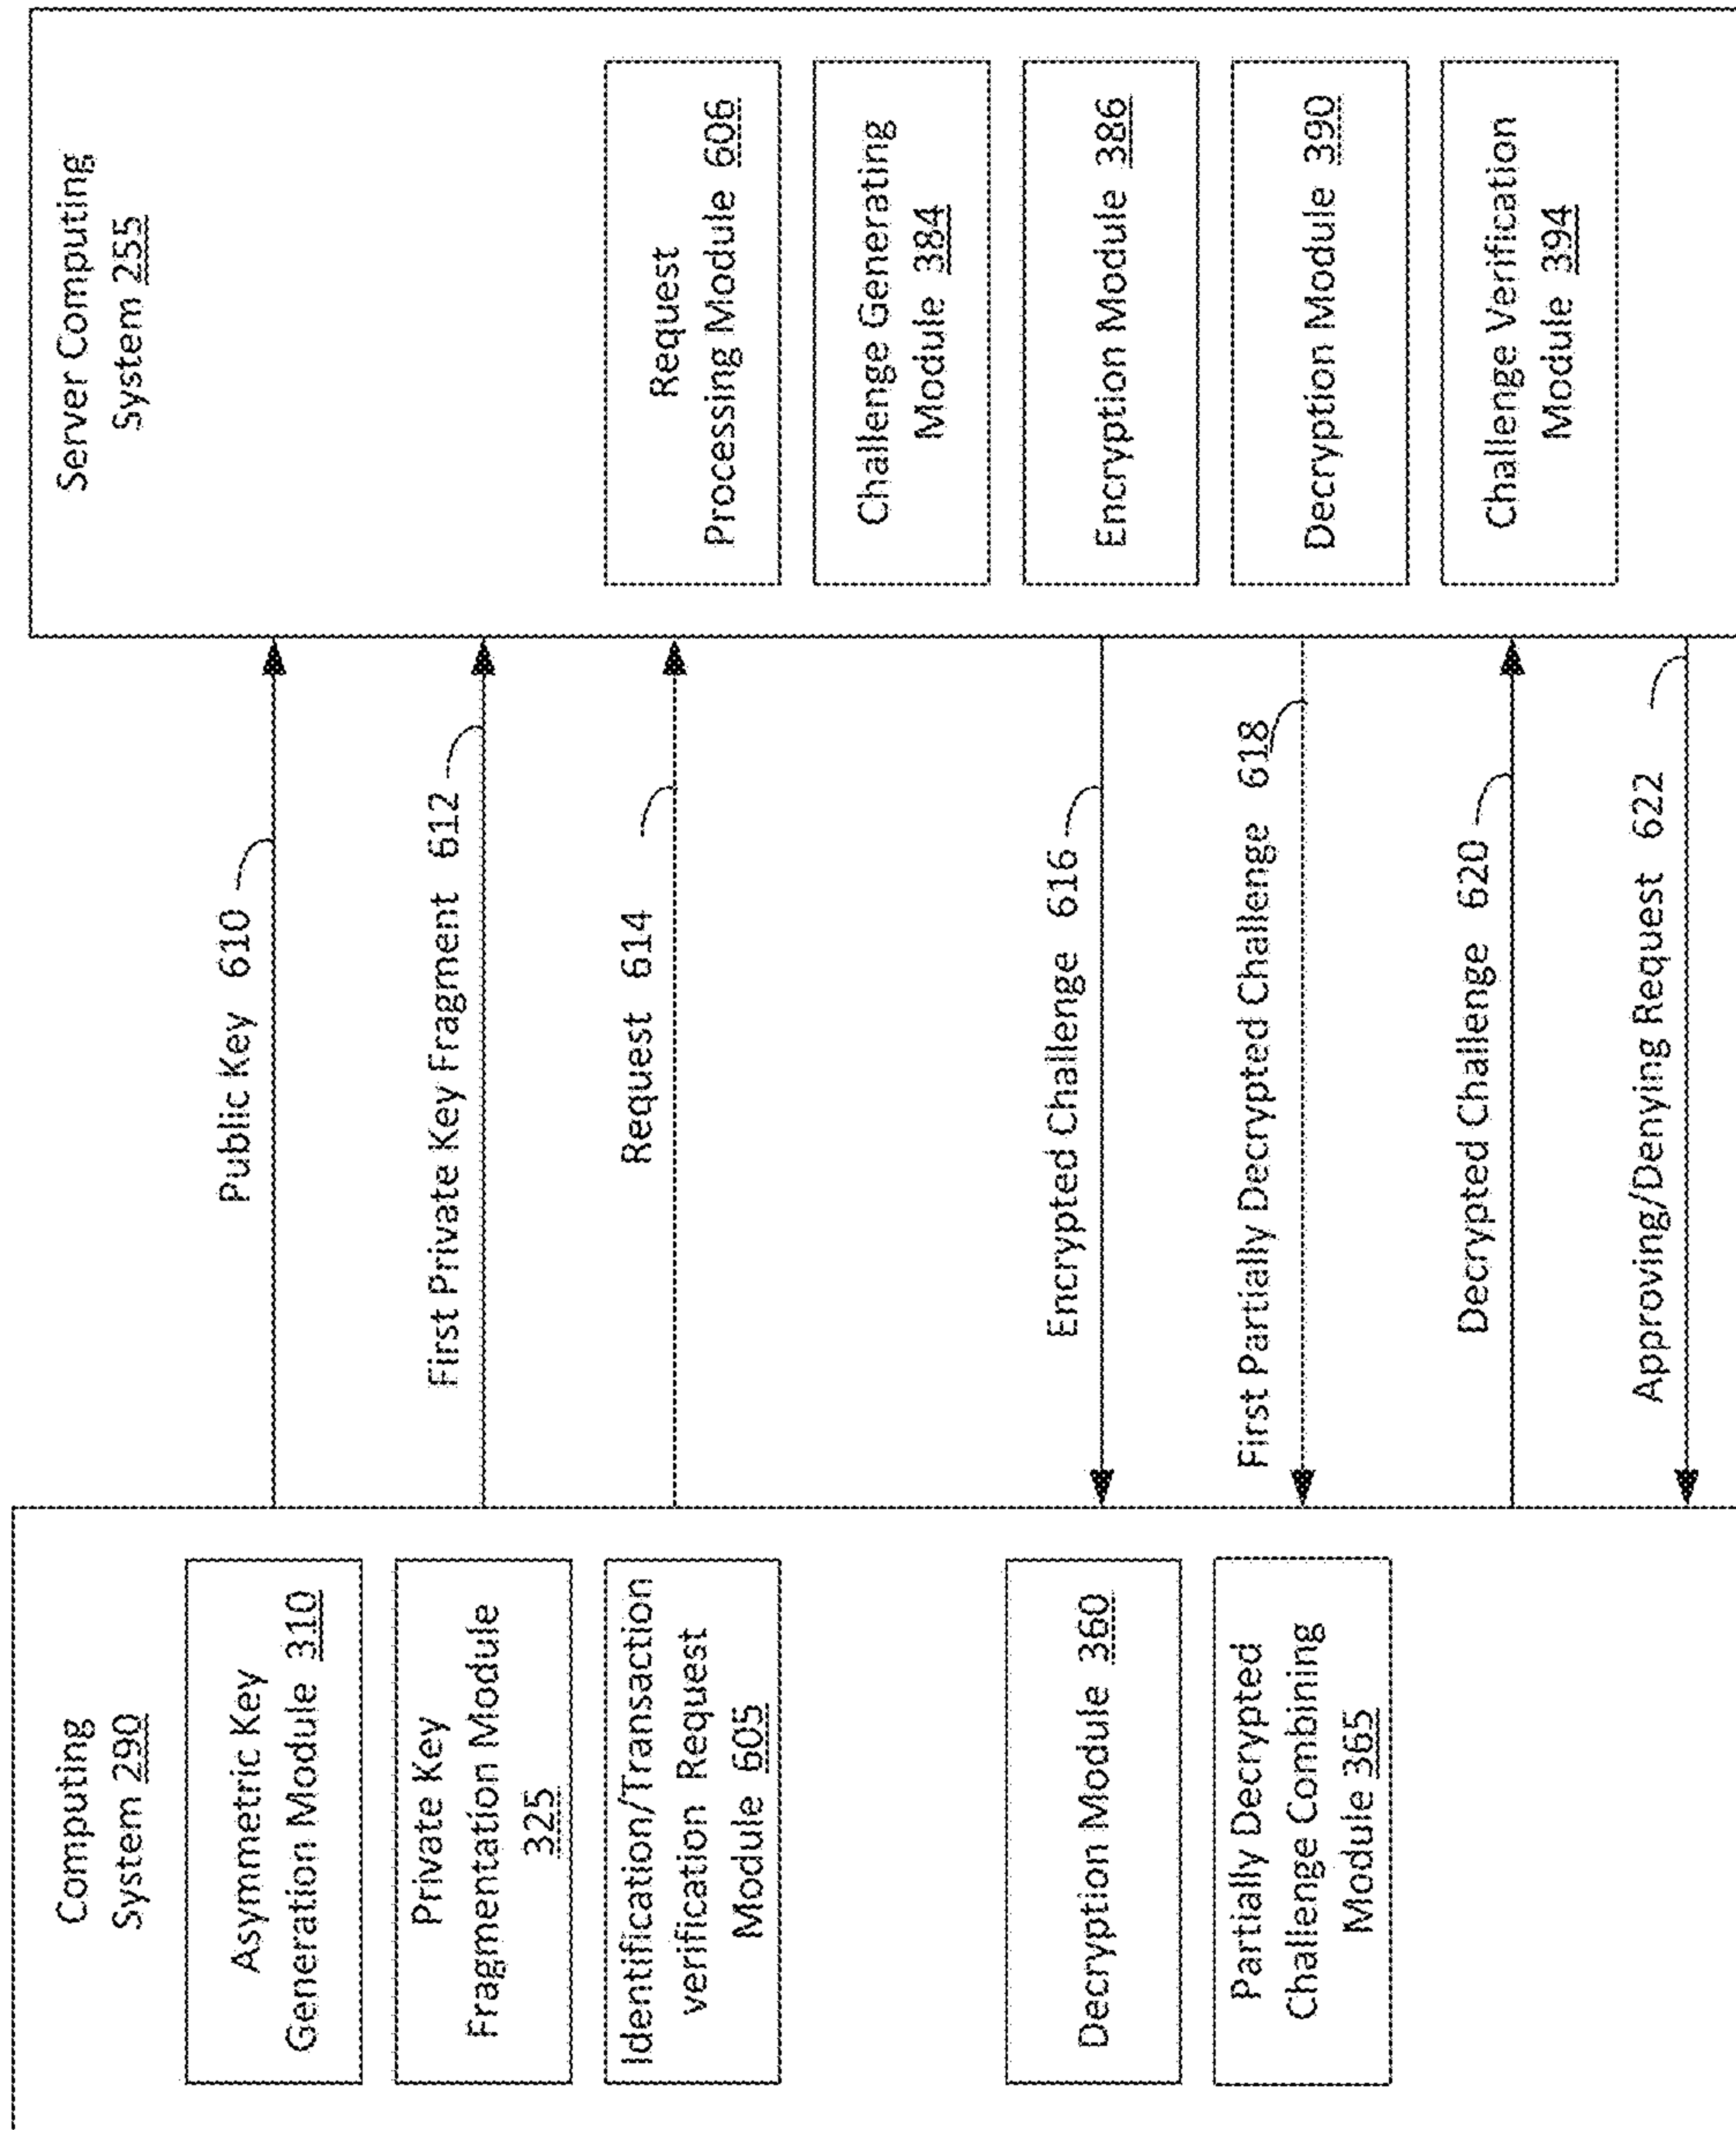 Computing
System 290
Asymmetric Key
Generation Module 310
Private Key
Fragmentation Module
325
Identification/Transaction
verification Request
Module 605
Decryption Module 360
Partially Decrypted
Challenge Combining
Module 365
Public Key 610
First Private Key Fragment 612
Request 614
Encrypted Challenge 616
First Partially Decrypted Challenge 618
Decrypted Challenge 620
Approving/Denying Request 622
Server Computing
System 255
Request
Processing Module 606
Challenge Generating
Module 384
Encryption Module 386
Decryption Module 390
Challenge Verification
Module 394